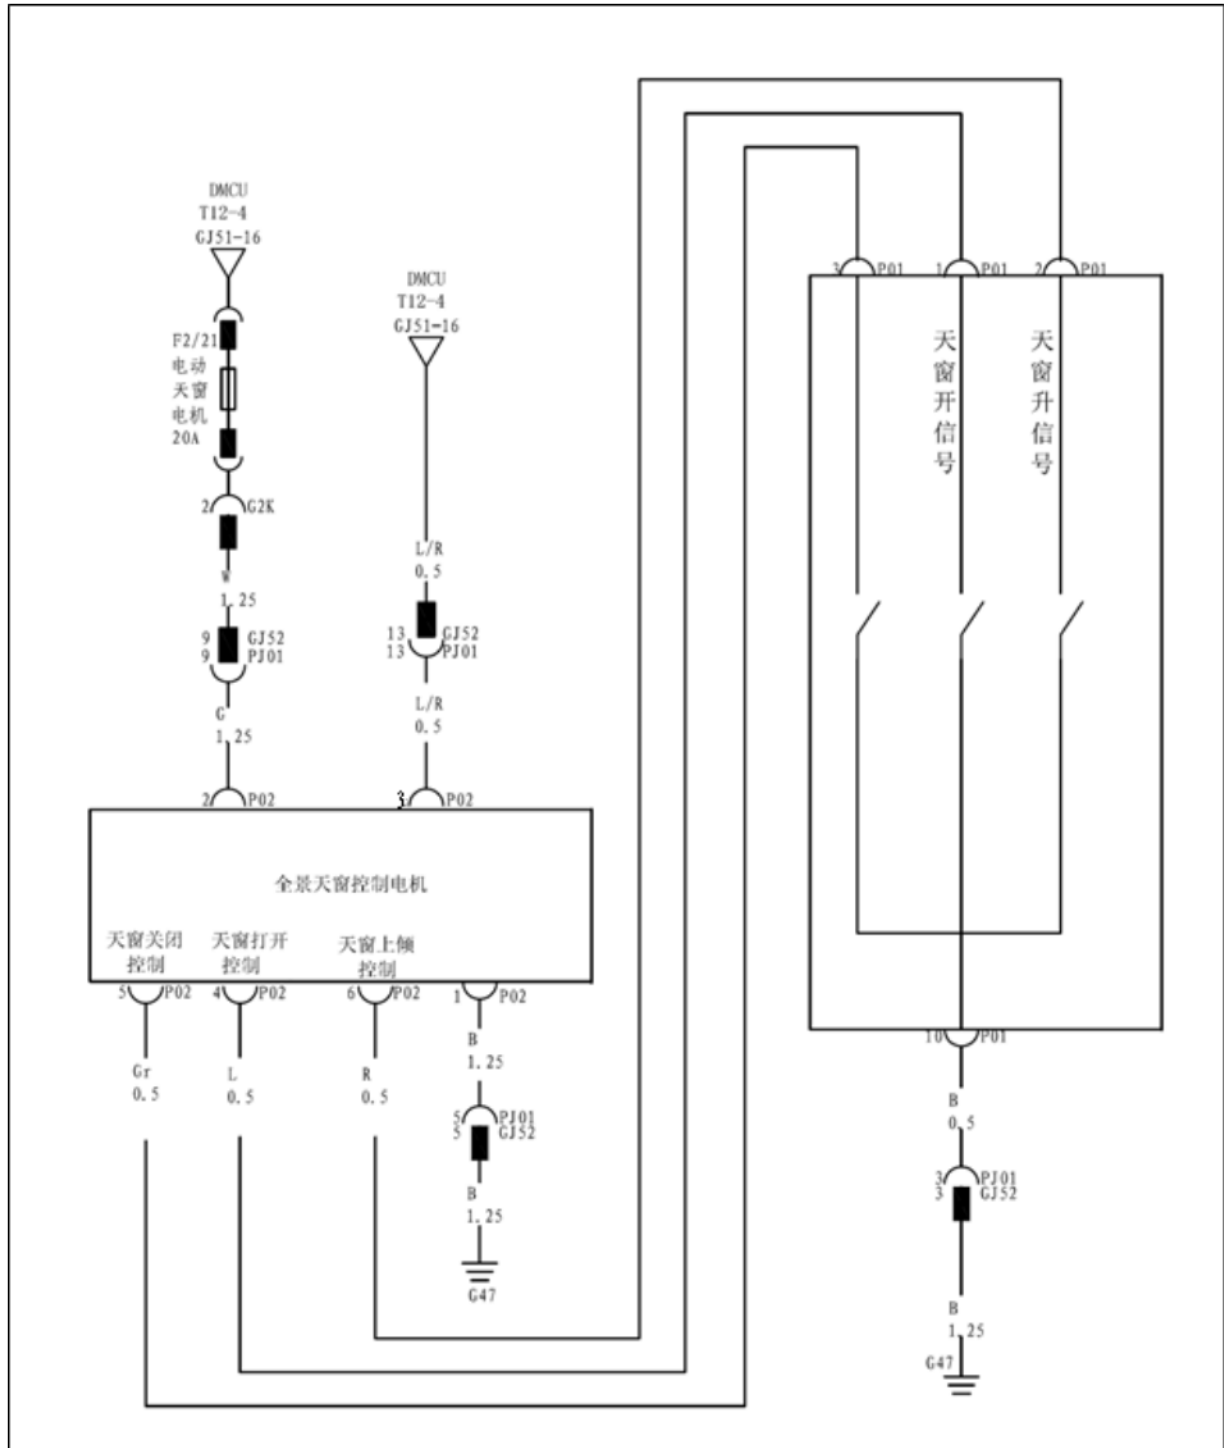 DMCU
T12-4
GJ51-16
F2/21
电动
天窗
电机
20A
2 G2K
W
1.25
9 GJ52
9 PJ01
G
1.25
2 P02
DMCU
T12-4
GJ51-16
L/R
0.5
13 GJ52
13 PJ01
L/R
0.5
3 P02
全景天窗控制电机
天窗关闭
控制
天窗打开
控制
天窗上倾
控制
5 P02
4 P02
6 P02
1 P02
Gr
0.5
L
0.5
R
0.5
B
1.25
5 PJ01
5 GJ52
B
1.25
G47
3 P01
1 P01
2 P01
天窗开信号
天窗升信号
10 P01
B
0.5
3 PJ01
3 GJ52
B
1.25
G47